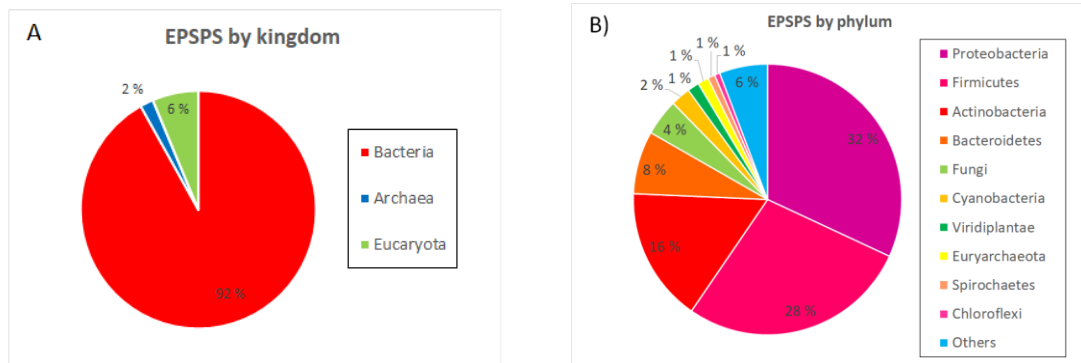 A
EPSPS by kingdom
2 %
6 %
92 %
Bacteria
Archaea
Eucaryota
B)
EPSPS by phylum
1 %
1 %
1 %
1 %
2 %
6 %
4 %
32 %
8 %
16 %
28 %
Proteobacteria
Firmicutes
Actinobacteria
Bacteroidetes
Fungi
Cyanobacteria
Viridiplantae
Euryarchaeota
Spirochaetes
Chloroflexi
Others